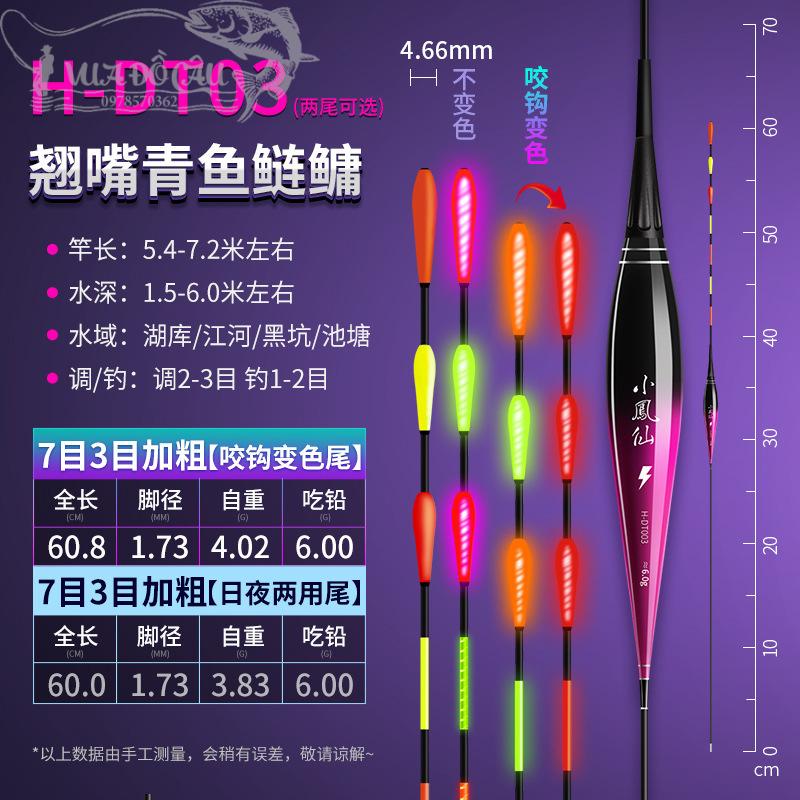 VUA ĐỒ CÂU
0978570362
H-DT03 (两尾可选)
翘嘴青鱼鲢鳙
竿长：5.4-7.2米左右
水深：1.5-6.0米左右
水域：湖库/江河/黑坑/池塘
调/钓：调2-3目 钓1-2目
7目3目加粗【咬钩变色尾】
全长 脚径 自重 吃铅
(CM) (MM) (G) (G)
60.8 1.73 4.02 6.00
7目3目加粗【日夜两用尾】
全长 脚径 自重 吃铅
(CM) (MM) (G) (G)
60.0 1.73 3.83 6.00
*以上数据由手工测量，会稍有误差，敬请谅解~
4.66mm
不变色
咬钩变色
小鳳仙
H-DT003
≈6.0g
70
60
50
40
30
20
10
0
cm